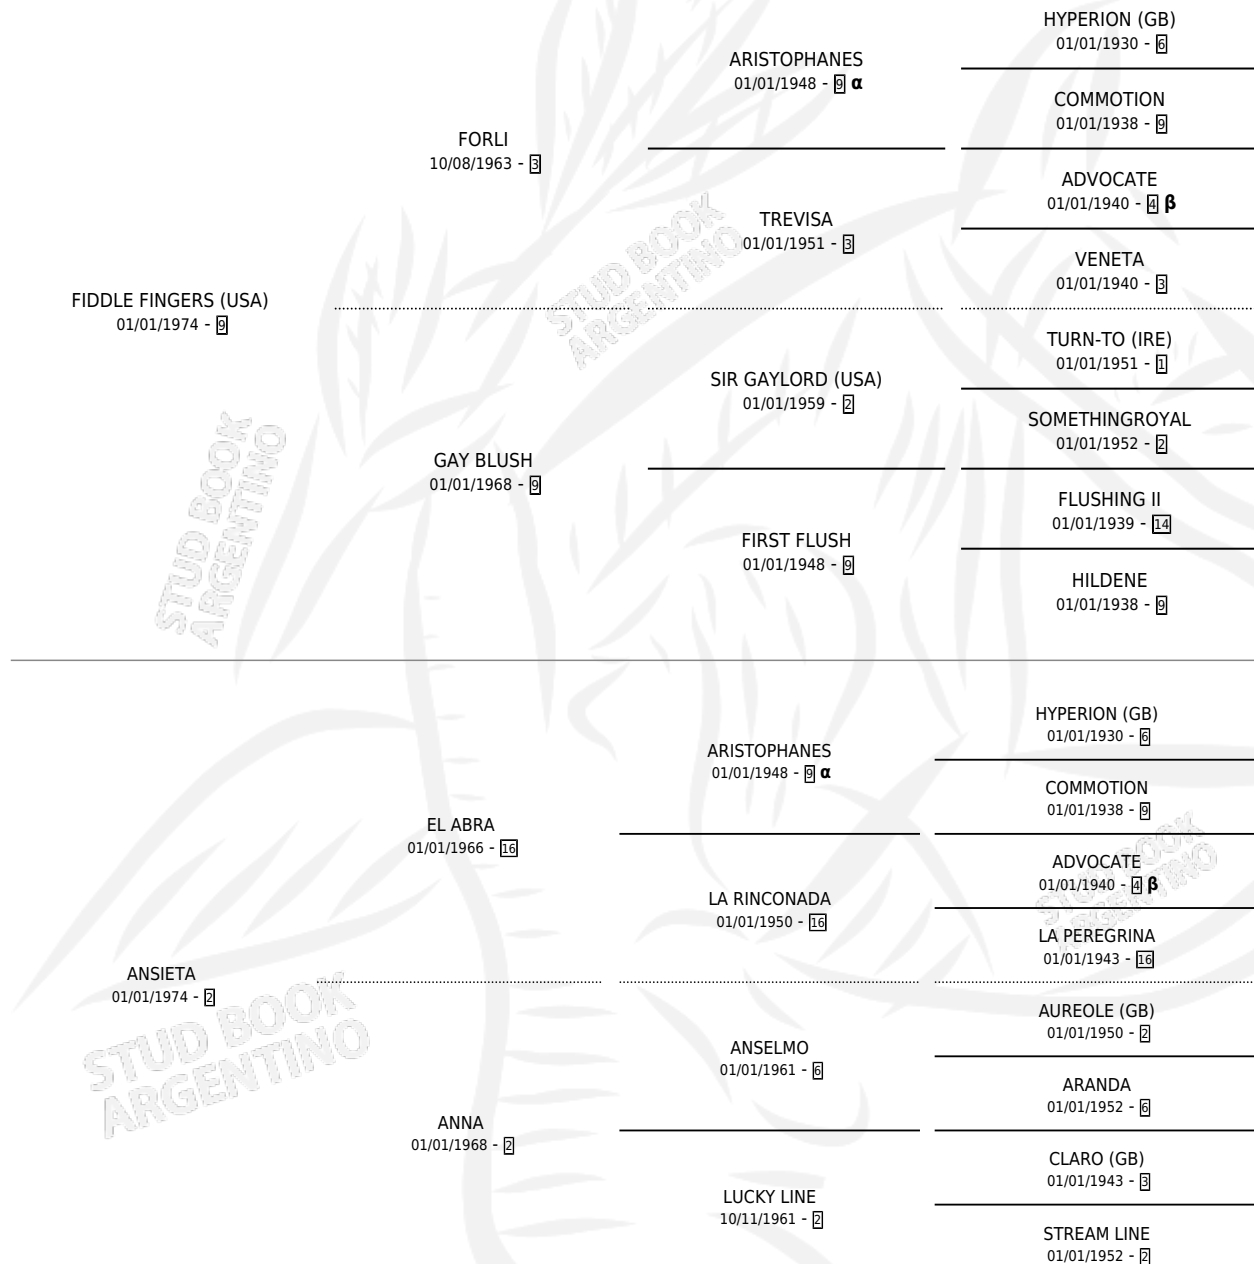 HYPERION (GB)
01/01/1930 - 6
ARISTOPHANES
01/01/1948 - 9 α
COMMOTION
01/01/1938 - 9
FORLI
10/08/1963 - 3
ADVOCATE
01/01/1940 - 4 β
TREVISA
01/01/1951 - 3
VENETA
01/01/1940 - 3
FIDDLE FINGERS (USA)
01/01/1974 - 9
TURN-TO (IRE)
01/01/1951 - 1
SIR GAYLORD (USA)
01/01/1959 - 2
SOMETHINGROYAL
01/01/1952 - 2
GAY BLUSH
01/01/1968 - 9
FLUSHING II
01/01/1939 - 14
FIRST FLUSH
01/01/1948 - 9
HILDENE
01/01/1938 - 9
HYPERION (GB)
01/01/1930 - 6
ARISTOPHANES
01/01/1948 - 9 α
COMMOTION
01/01/1938 - 9
EL ABRA
01/01/1966 - 16
ADVOCATE
01/01/1940 - 4 β
LA RINCONADA
01/01/1950 - 16
LA PEREGRINA
01/01/1943 - 16
ANSIETA
01/01/1974 - 2
AUREOLE (GB)
01/01/1950 - 2
ANSELMO
01/01/1961 - 6
ARANDA
01/01/1952 - 6
ANNA
01/01/1968 - 2
CLARO (GB)
01/01/1943 - 3
LUCKY LINE
10/11/1961 - 2
STREAM LINE
01/01/1952 - 2
STUD BOOK
ARGENTINO
STUD BOOK
ARGENTINO
STUD BOOK
ARGENTINO
STUD BOOK
ARGENTINO